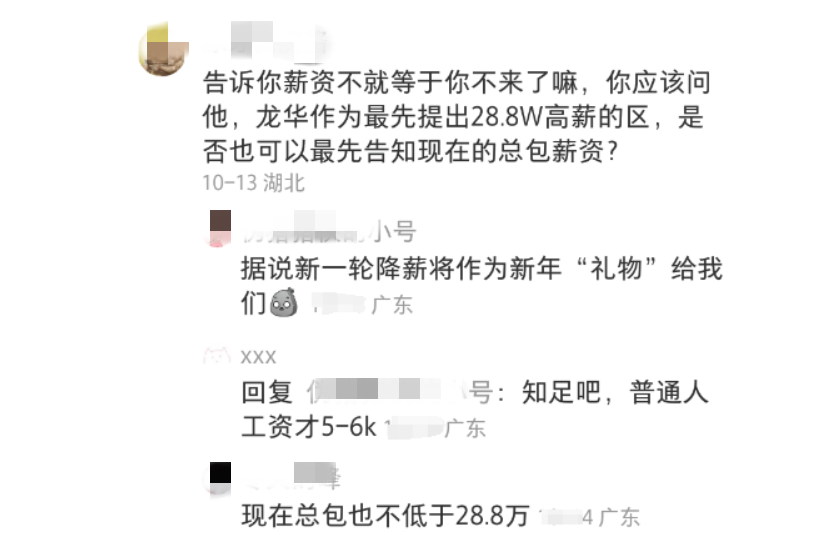 告诉你薪资不就等于你不来了嘛，你应该问
他，龙华作为最先提出28.8W高薪的区，是
否也可以最先告知现在的总包薪资？
10-13 湖北
小号
据说新一轮降薪将作为新年“礼物”给我
们 广东
xxx
回复 小号：知足吧，普通人
工资才5-6k 广东
现在总包也不低于28.8万 4 广东